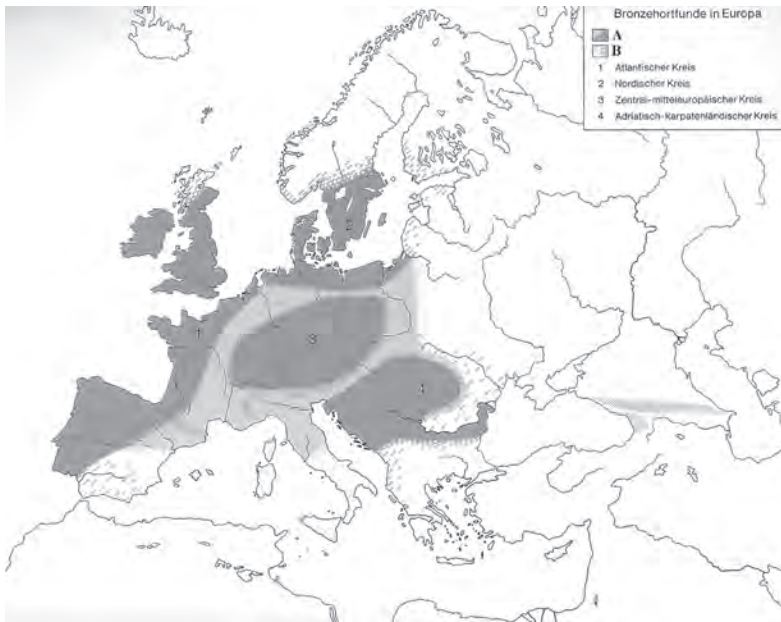 Bronzehortfunde in Europa
A
B
1 Atlantischer Kreis
2 Nordischer Kreis
3 Zentral-mitteleuropäischer Kreis
4 Adriatisch-karpatenländischer Kreis
2
1
3
4